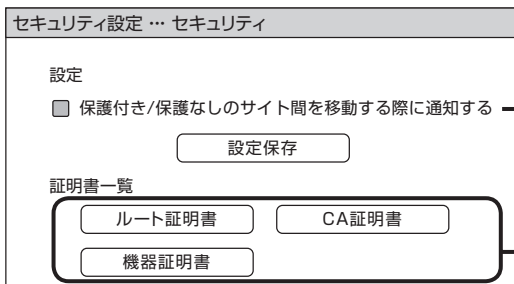 セキュリティ設定 … セキュリティ
設定
保護付き/保護なしのサイト間を移動する際に通知する
設定保存
証明書一覧
ルート証明書 CA証明書
機器証明書